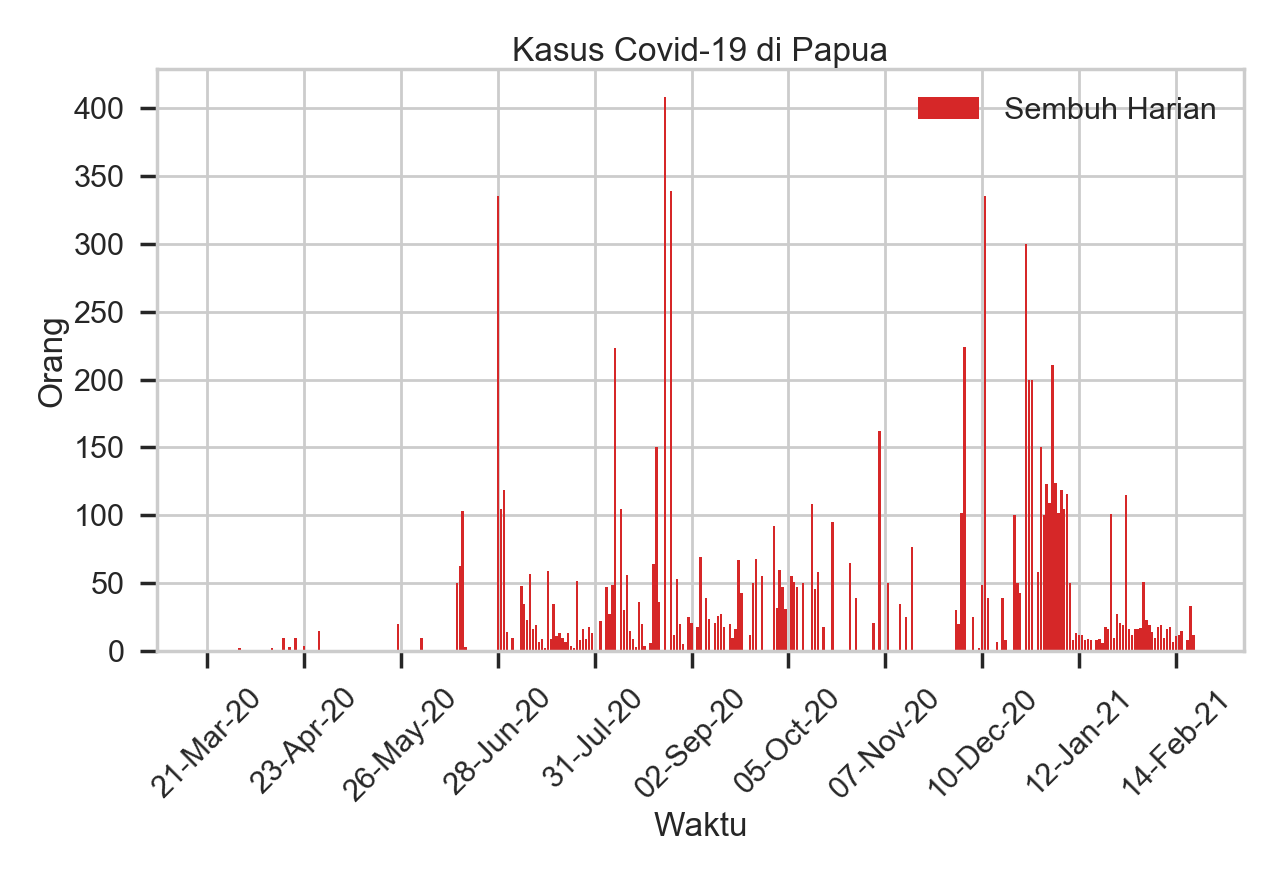 Kasus Covid-19 di Papua
Sembuh Harian
Orang
400
350
300
250
200
150
100
50
0
21-Mar-20
23-Apr-20
26-May-20
28-Jun-20
31-Jul-20
02-Sep-20
05-Oct-20
07-Nov-20
10-Dec-20
12-Jan-21
14-Feb-21
Waktu